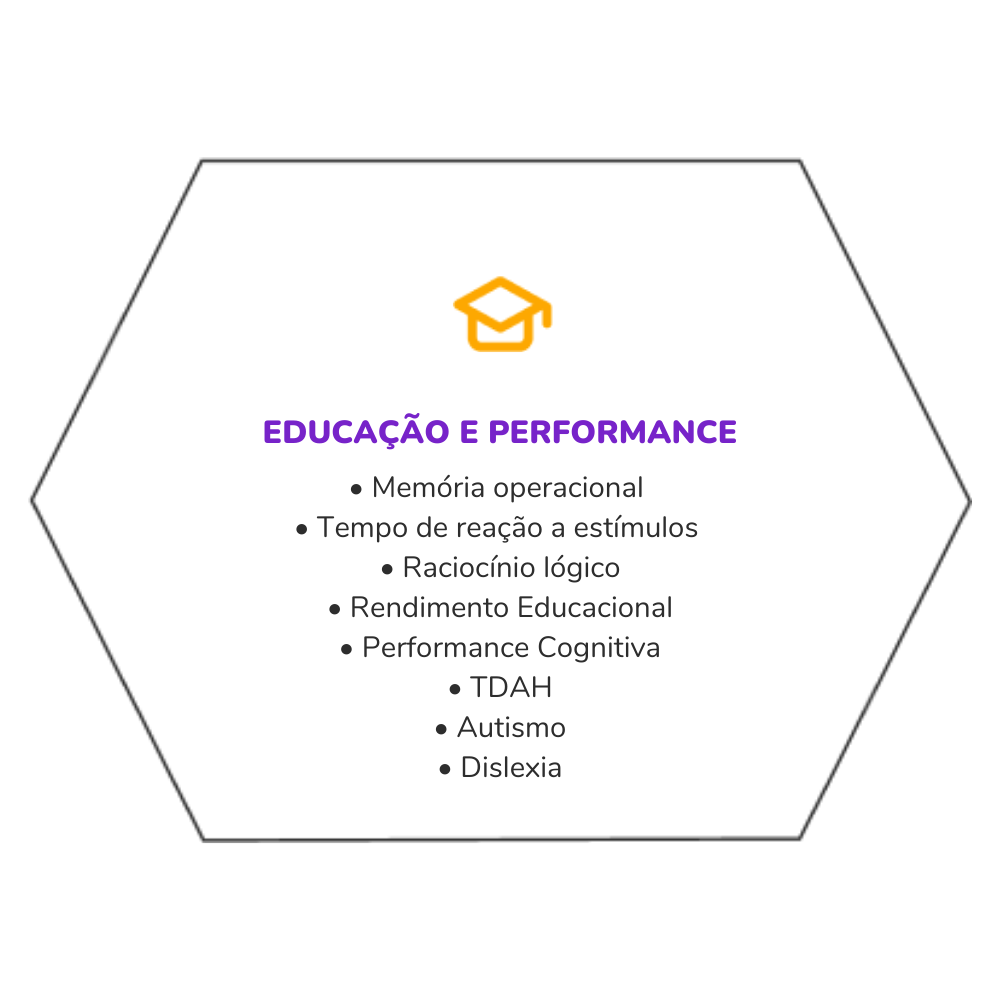 EDUCAÇÃO E PERFORMANCE
• Memória operacional
• Tempo de reação a estímulos
• Raciocínio lógico
• Rendimento Educacional
• Performance Cognitiva
• TDAH
• Autismo
• Dislexia